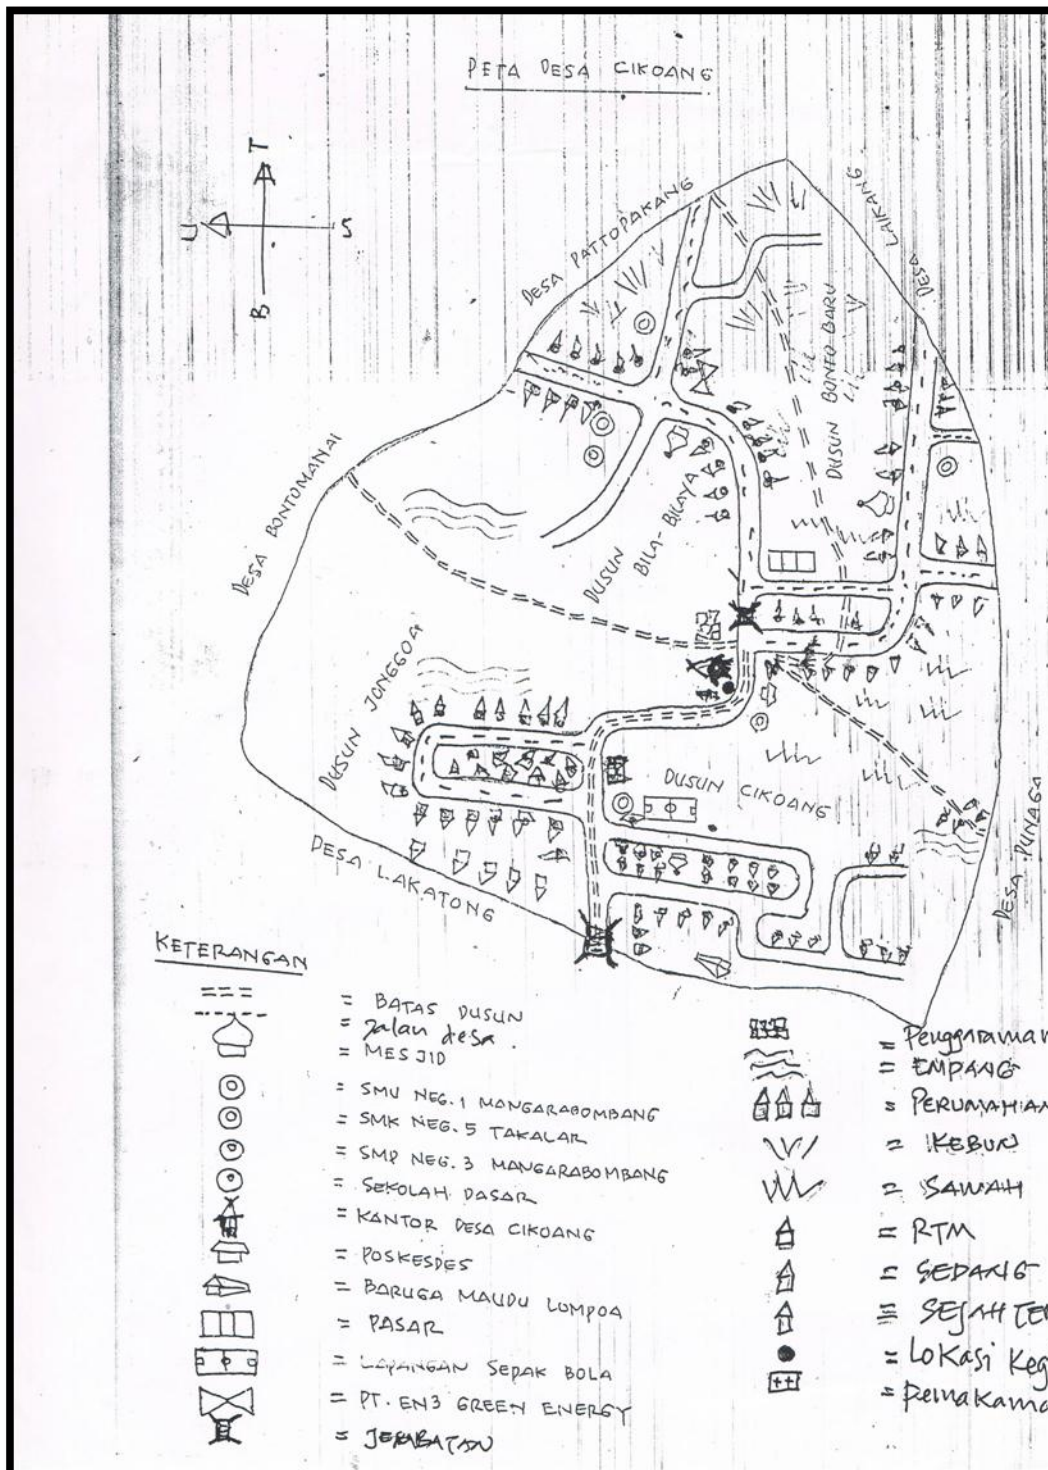 PETA DESA CIKOANG
T
U
S
B
DESA PATTOPAKANG
DESA LAIKANG
DUSUN BONTO BARU
DESA BONTOMANAI
DUSUN BILA-BILAYA
DUSUN JONGGOA
DUSUN CIKOANG
DESA PUNAGA
DESA LAKATONG
KETERANGAN
= BATAS DUSUN
= Jalan desa
= MESJID
= SMU NEG. 1 MANGARABOMBANG
= SMK NEG. 5 TAKALAR
= SMP NEG. 3 MANGARABOMBANG
= SEKOLAH DASAR
= KANTOR DESA CIKOANG
= POSKESDES
= BARUGA MAUDU LOMPOA
= PASAR
= LAPANGAN SEPAK BOLA
= PT. EN3 GREEN ENERGY
= JEMBATAN
= Penggaraman
= EMPANG
= PERUMAHAN
= KEBUN
= SAWAH
= RTM
= SEDANG
= SEJAHTE
= Lokasi Keg
= Pemakama